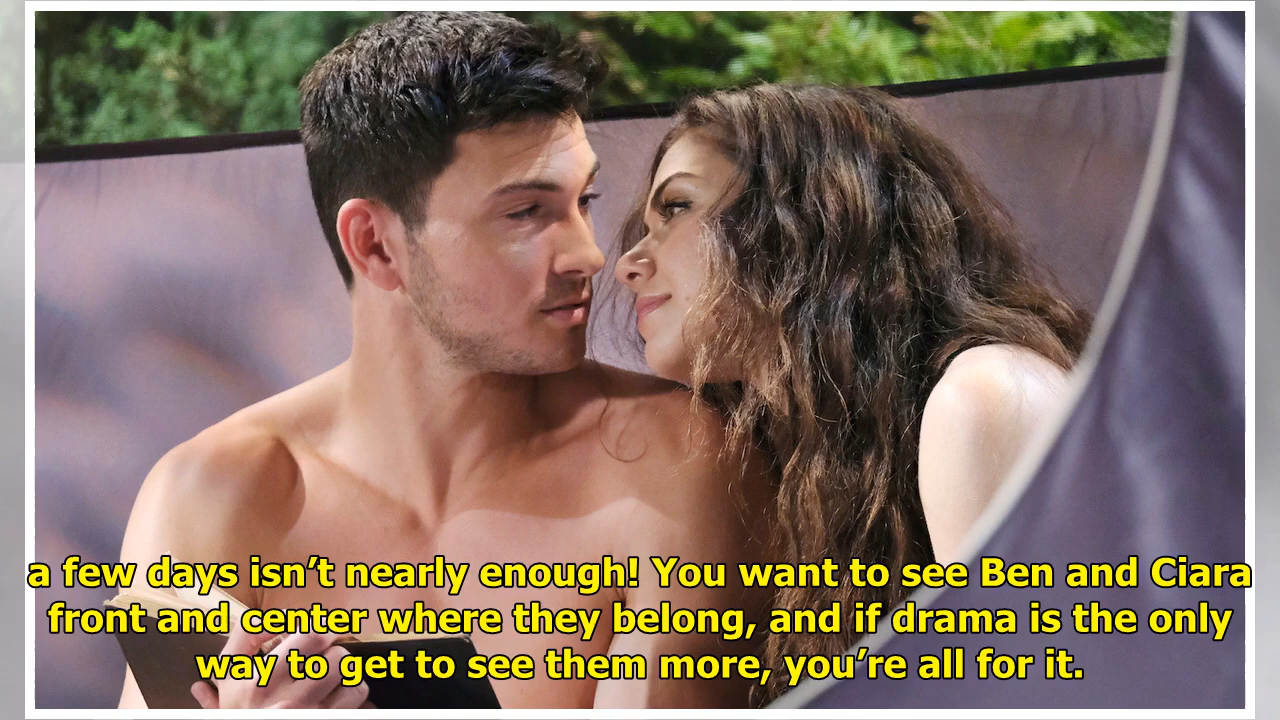 a few days isn’t nearly enough! You want to see Ben and Ciara
front and center where they belong, and if drama is the only
way to get to see them more, you’re all for it.